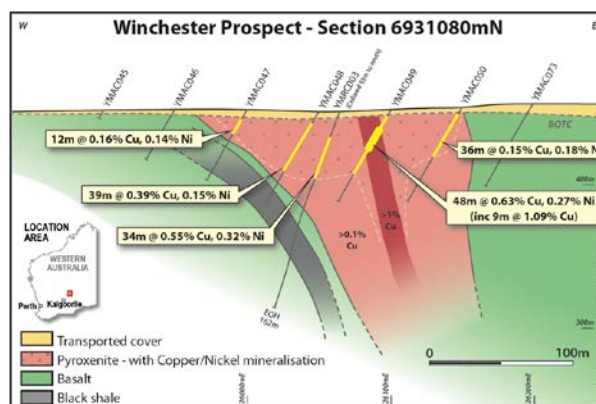 Winchester Prospect - Section 6931080mN
W
YMAC045
YMAC046
YMAC047
YMAC048
YMRC003
YMAC049
YMAC050
YMAC073
BOTC
12m @ 0.16% Cu, 0.14% Ni
36m @ 0.15% Cu, 0.18% Ni
400m
39m @ 0.39% Cu, 0.15% Ni
48m @ 0.63% Cu, 0.27% Ni
(inc 9m @ 1.09% Cu)
34m @ 0.55% Cu, 0.32% Ni
>1%
Cu
>0.1%
Cu
LOCATION
AREA
WESTERN
AUSTRALIA
Perth
Kalgoorlie
EOH
162m
300m
Transported cover
Pyroxenite - with Copper/Nickel mineralisation
Basalt
Black shale
0
100m